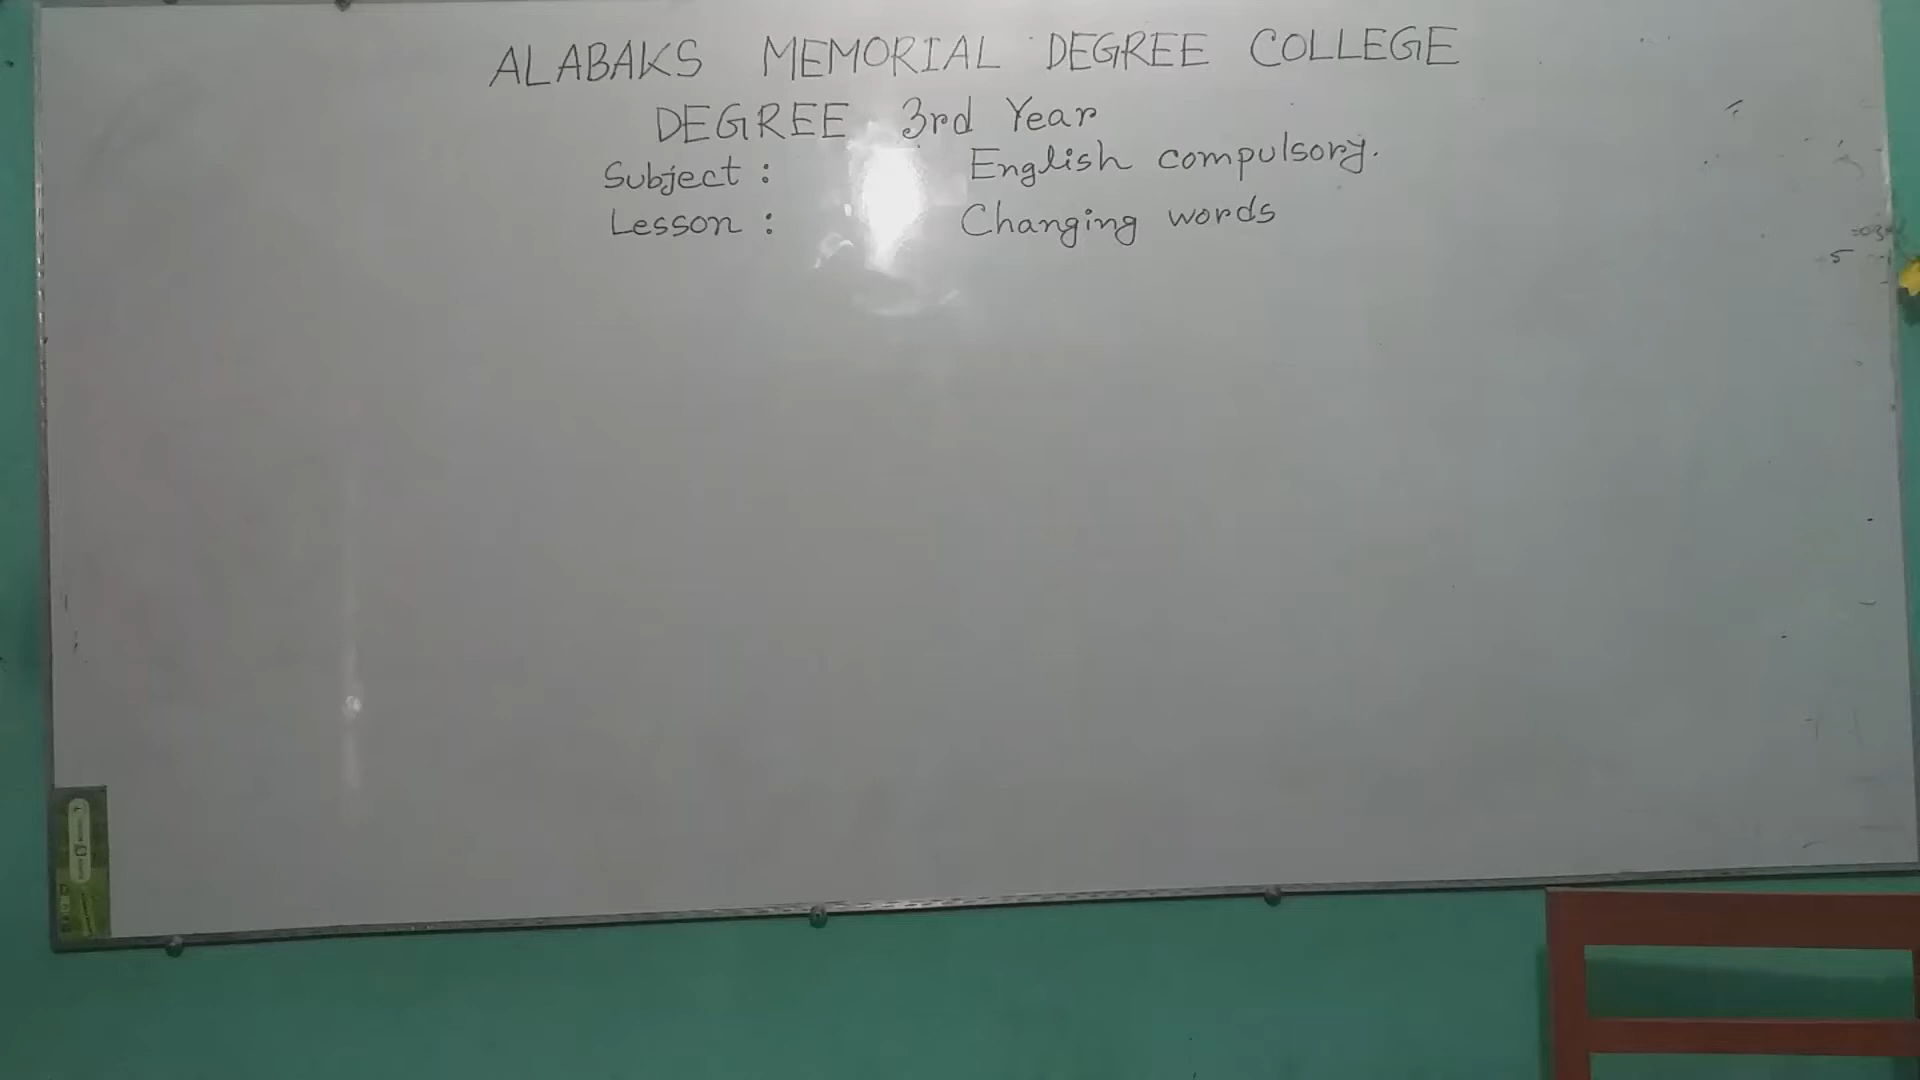 ALABAKS MEMORIAL DEGREE COLLEGE
DEGREE 3rd Year
Subject : English compulsory.
Lesson : Changing words